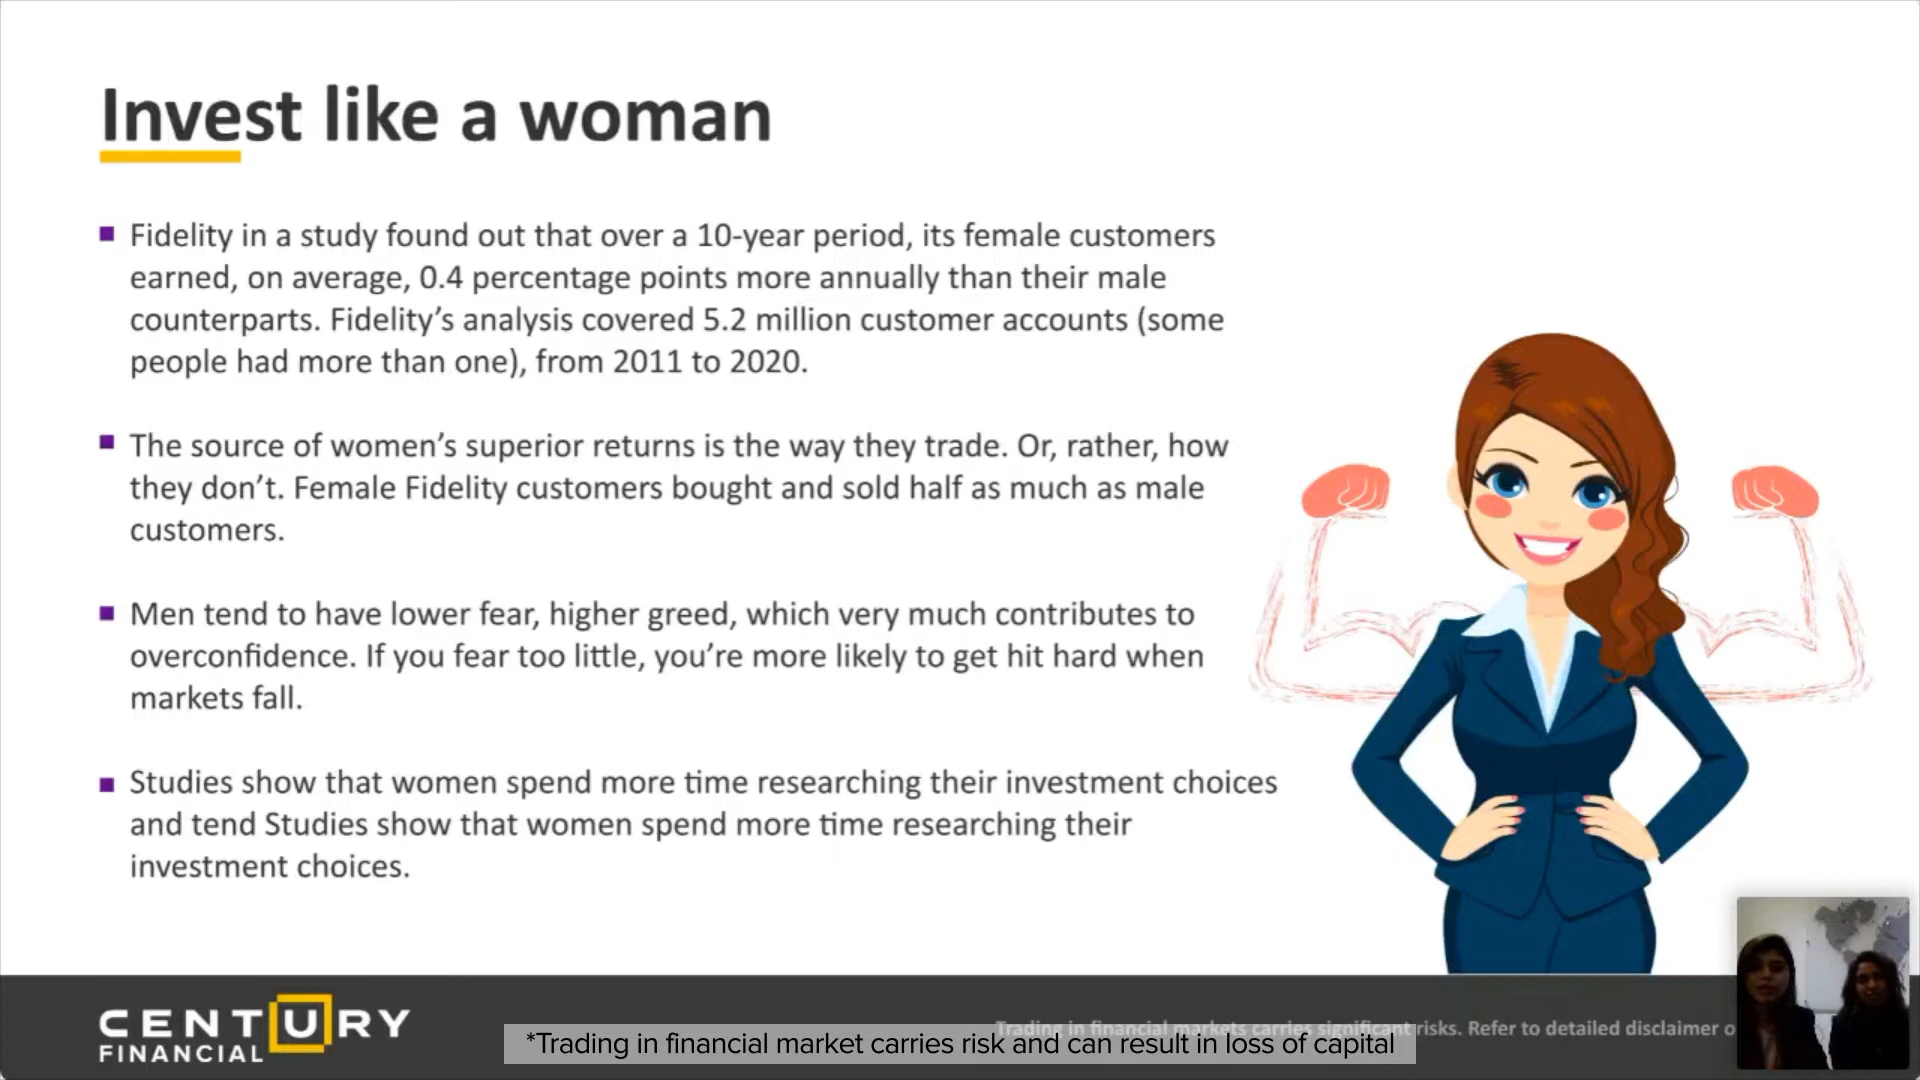 Invest like a woman
Fidelity in a study found out that over a 10-year period, its female customers
earned, on average, 0.4 percentage points more annually than their male
counterparts. Fidelity’s analysis covered 5.2 million customer accounts (some
people had more than one), from 2011 to 2020.
The source of women’s superior returns is the way they trade. Or, rather, how
they don’t. Female Fidelity customers bought and sold half as much as male
customers.
Men tend to have lower fear, higher greed, which very much contributes to
overconfidence. If you fear too little, you’re more likely to get hit hard when
markets fall.
Studies show that women spend more time researching their investment choices
and tend Studies show that women spend more time researching their
investment choices.
CENTURY
FINANCIAL
Trading in financial markets carries significant risks. Refer to detailed disclaimer o
*Trading in financial market carries risk and can result in loss of capital